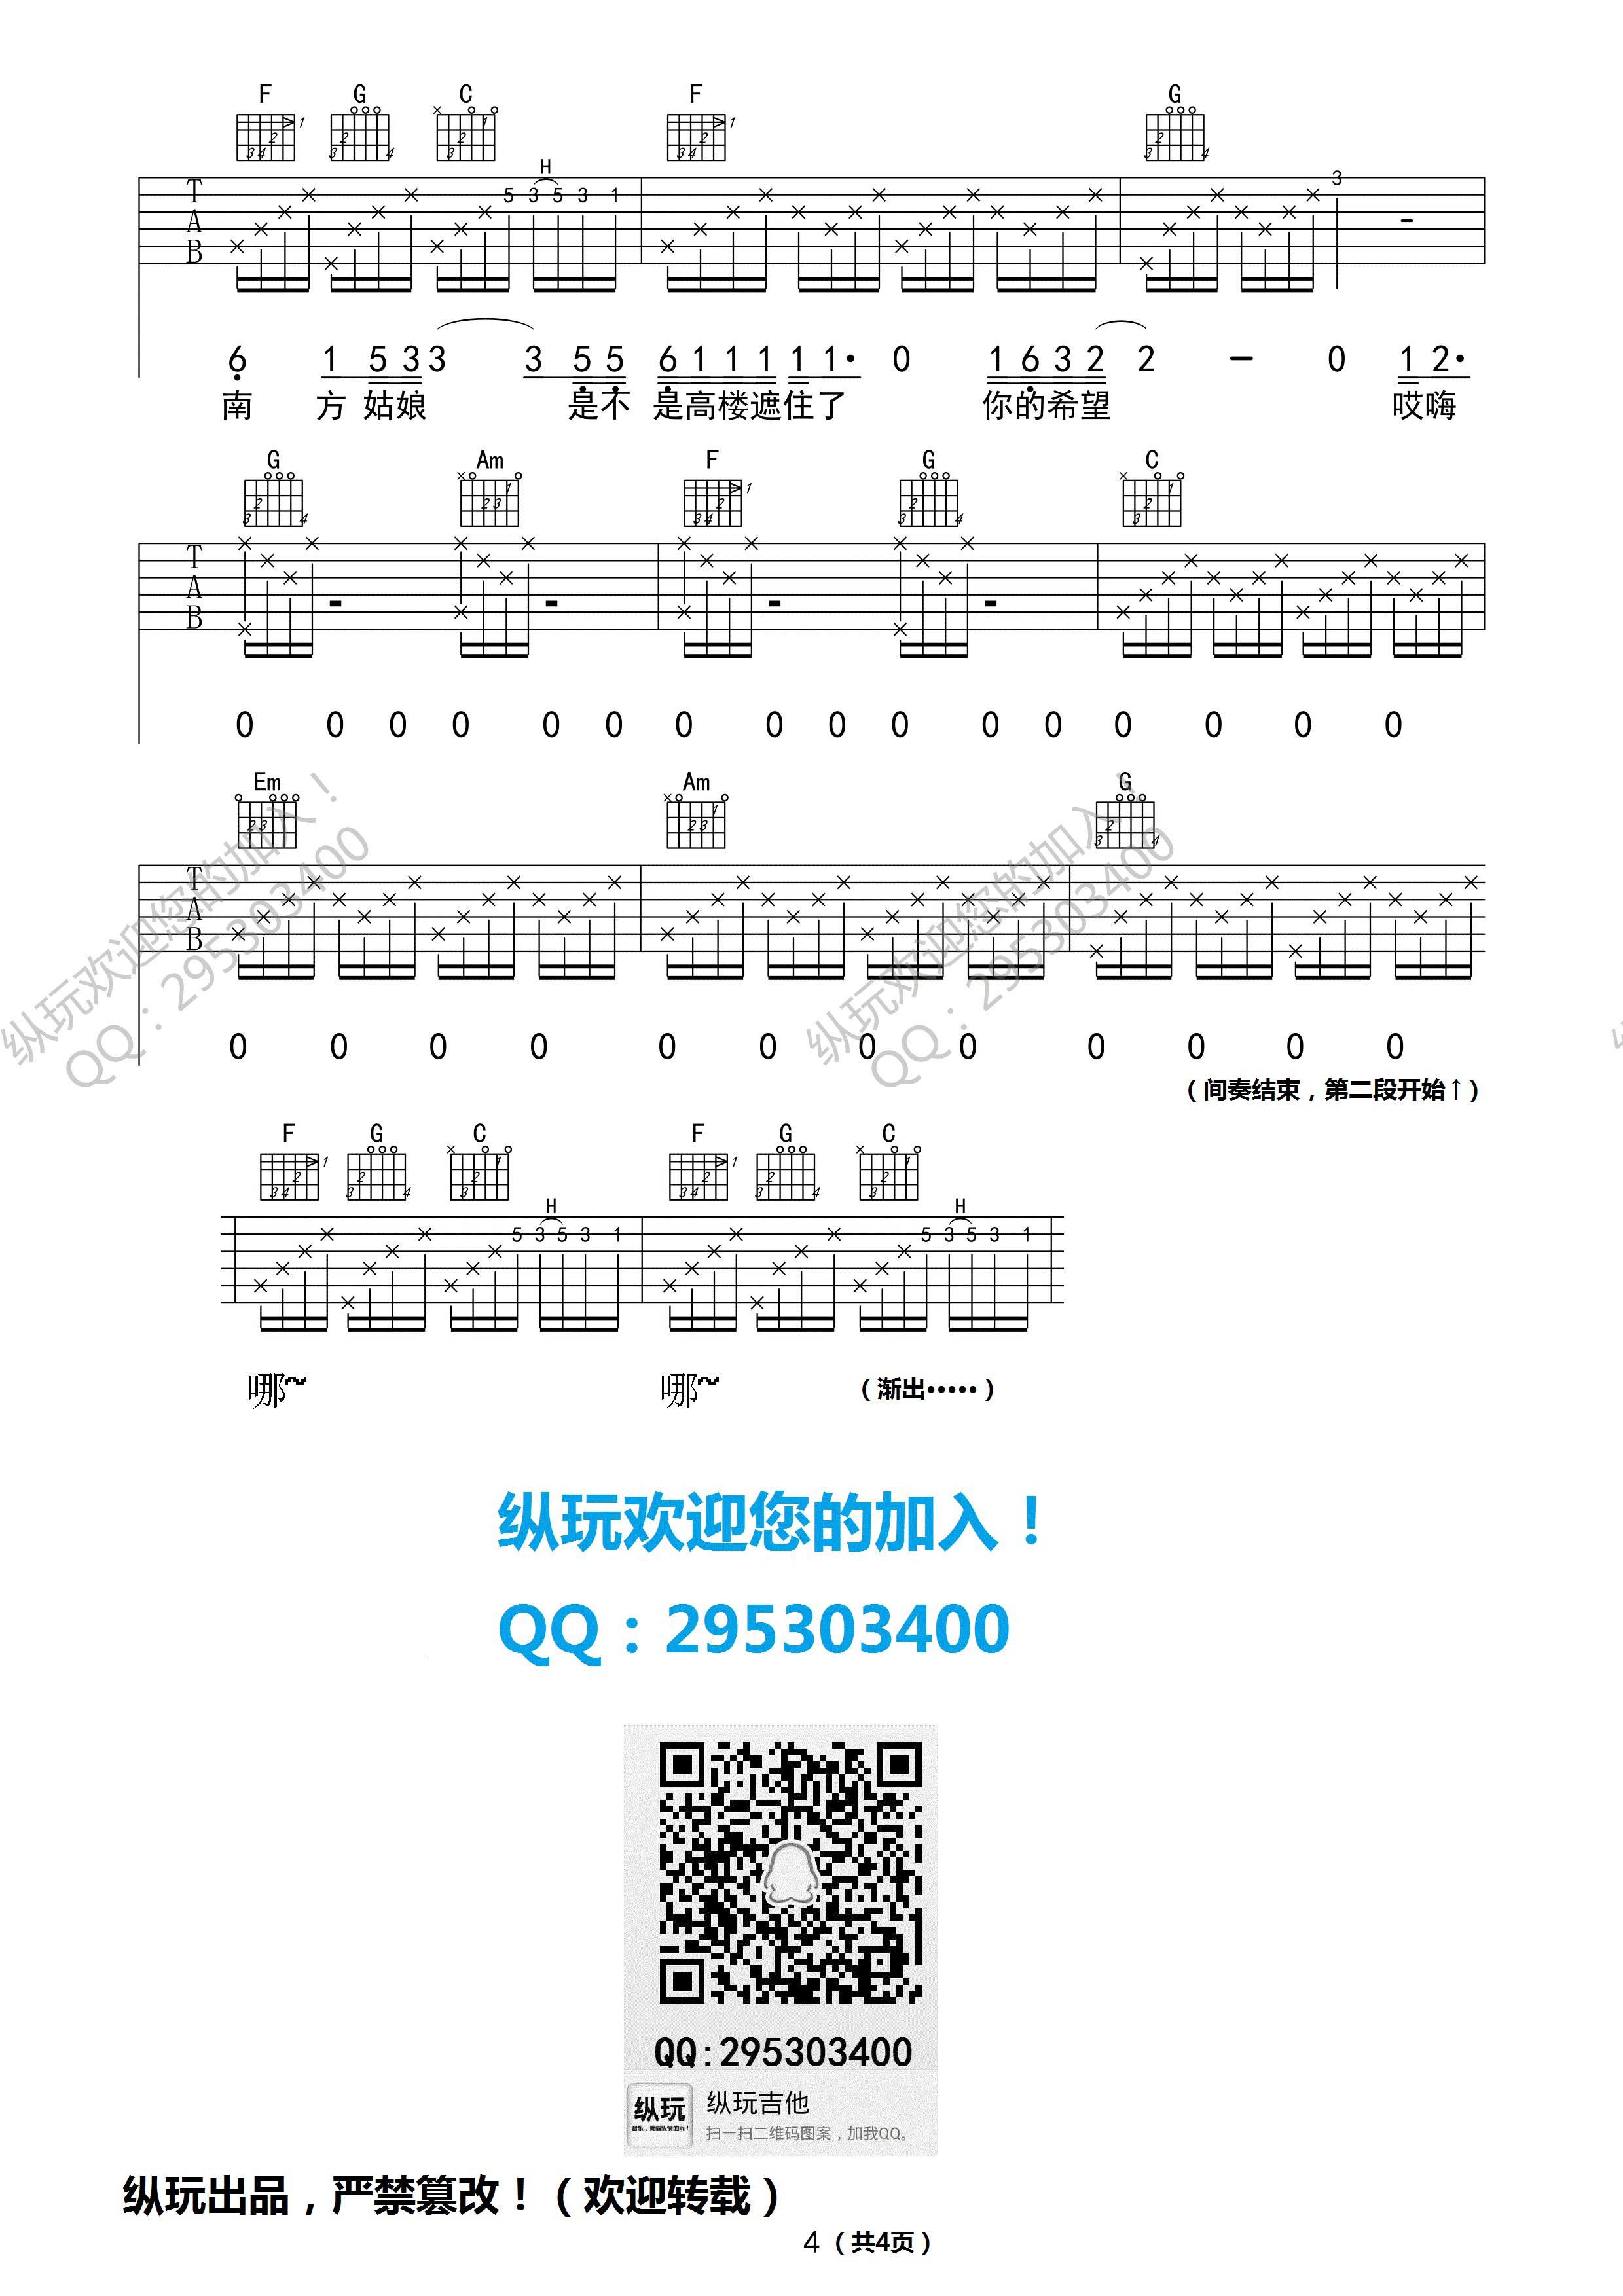 F G C F G
H
T A B 5 3 5 3 1 3
6 1 5 3 3 3 5 5 6 1 1 1 1 1· 0 1 6 3 2 2 — 0 1 2·
南 方 姑娘 是不 是高楼遮住了 你的希望 哎嗨
G Am F G C
T A B
0 0 0 0 0 0 0 0 0 0 0 0 0 0 0 0
Em Am G
T A B
0 0 0 0 0 0 0 0 0 0 0 0
（间奏结束，第二段开始↑）
F G C F G C
H H
5 3 5 3 1 5 3 5 3 1
哪~ 哪~ （渐出•••••）
纵玩欢迎您的加入！
QQ：295303400
纵玩欢迎您的加入！
QQ：295303400
纵玩欢迎您的加入！
QQ：295303400
QQ:295303400
纵玩
纵玩吉他
扫一扫二维码图案，加我QQ。
纵玩出品，严禁篡改！（欢迎转载）
4（共4页）